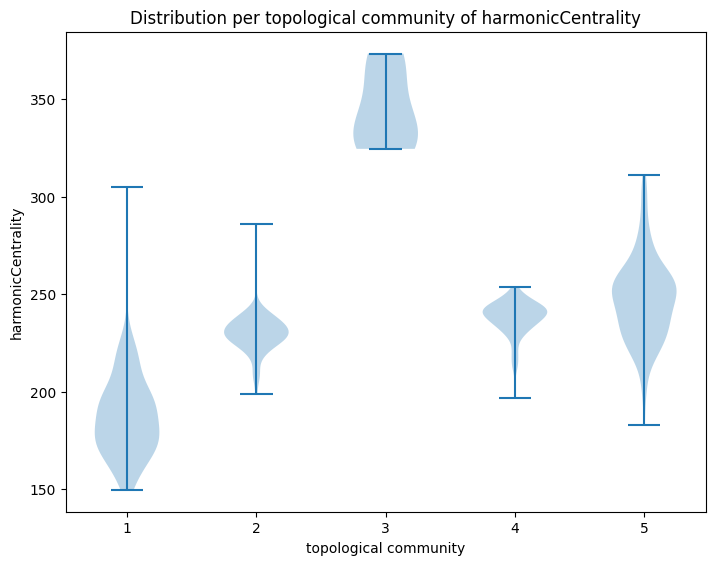 Distribution per topological community of harmonicCentrality
harmonicCentrality
350
300
250
200
150
1 2 3 4 5
topological community